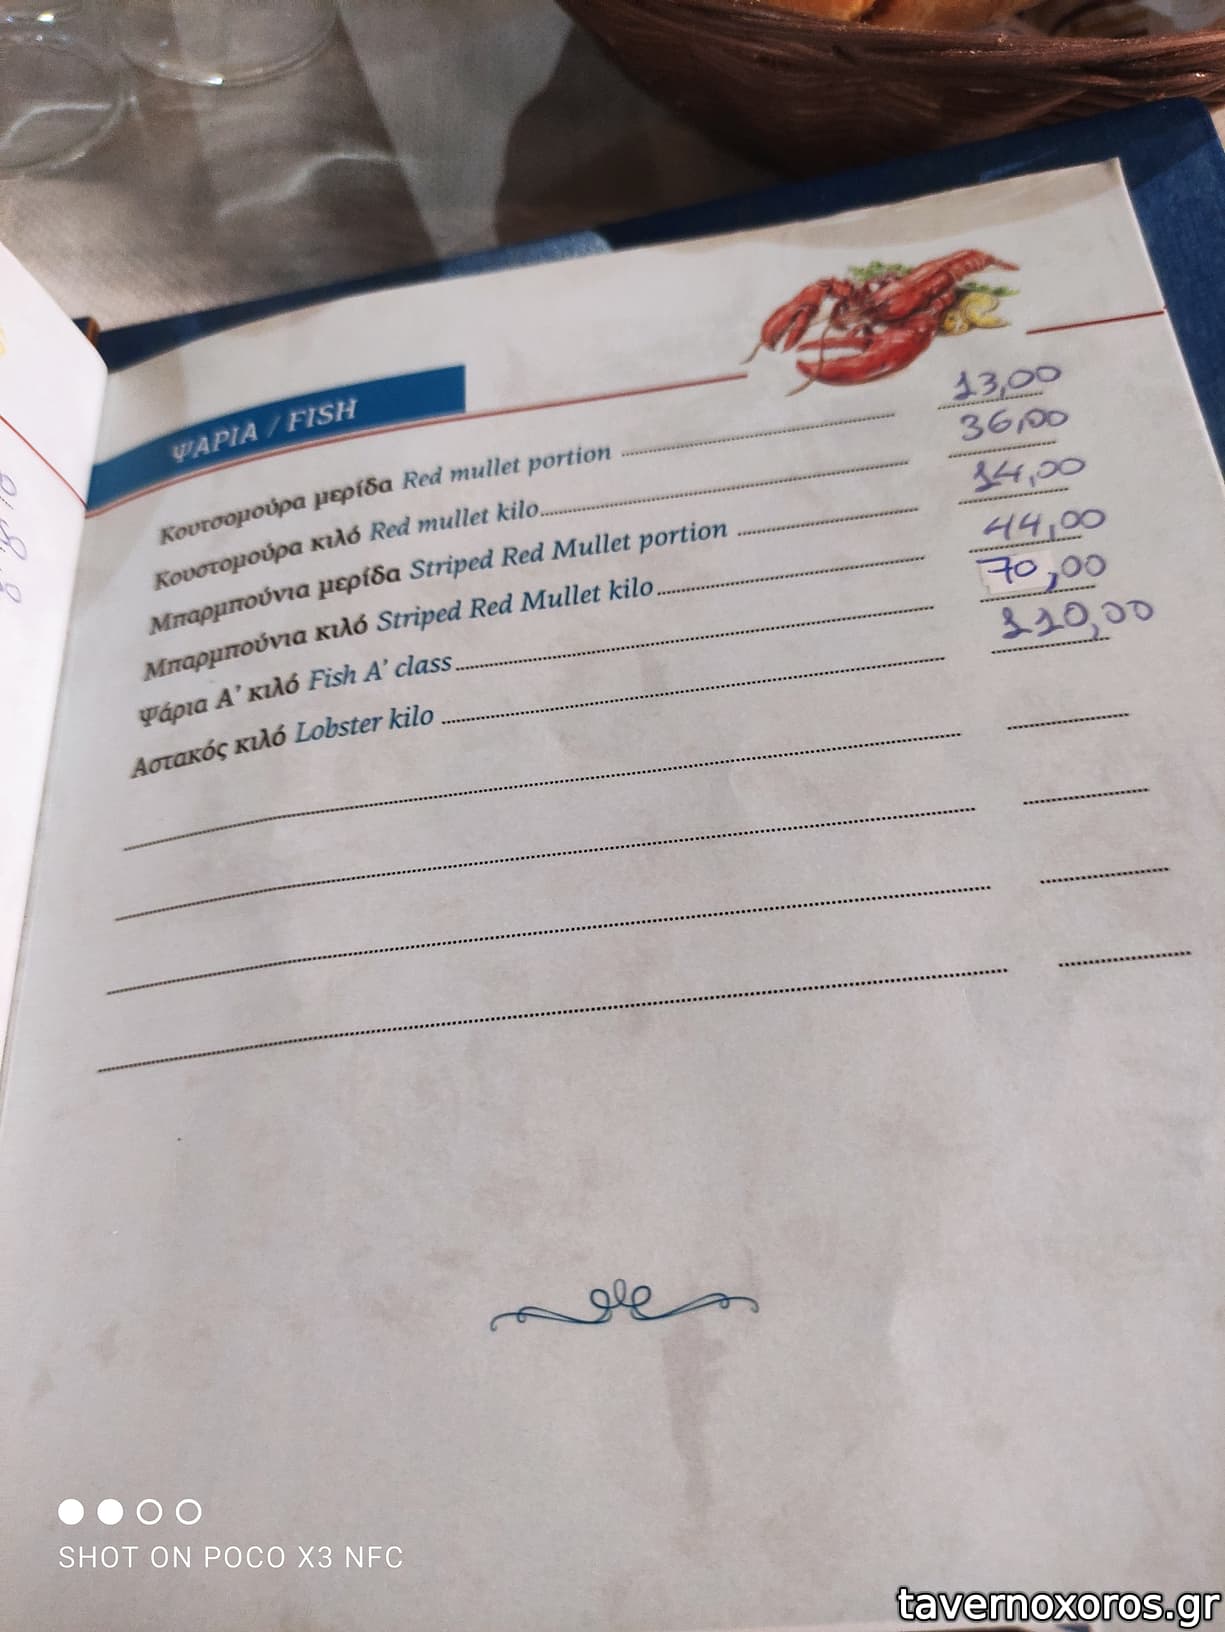 ΨΑΡΙΑ / FISH
Κουτσομούρα μερίδα Red mullet portion 13,00
Κουστομούρα κιλό Red mullet kilo 36,00
Μπαρμπούνια μερίδα Striped Red Mullet portion 14,00
Μπαρμπούνια κιλό Striped Red Mullet kilo 44,00
Ψάρια Α' κιλό Fish A' class 70,00
Αστακός κιλό Lobster kilo 110,00
SHOT ON POCO X3 NFC
tavernoxoros.gr